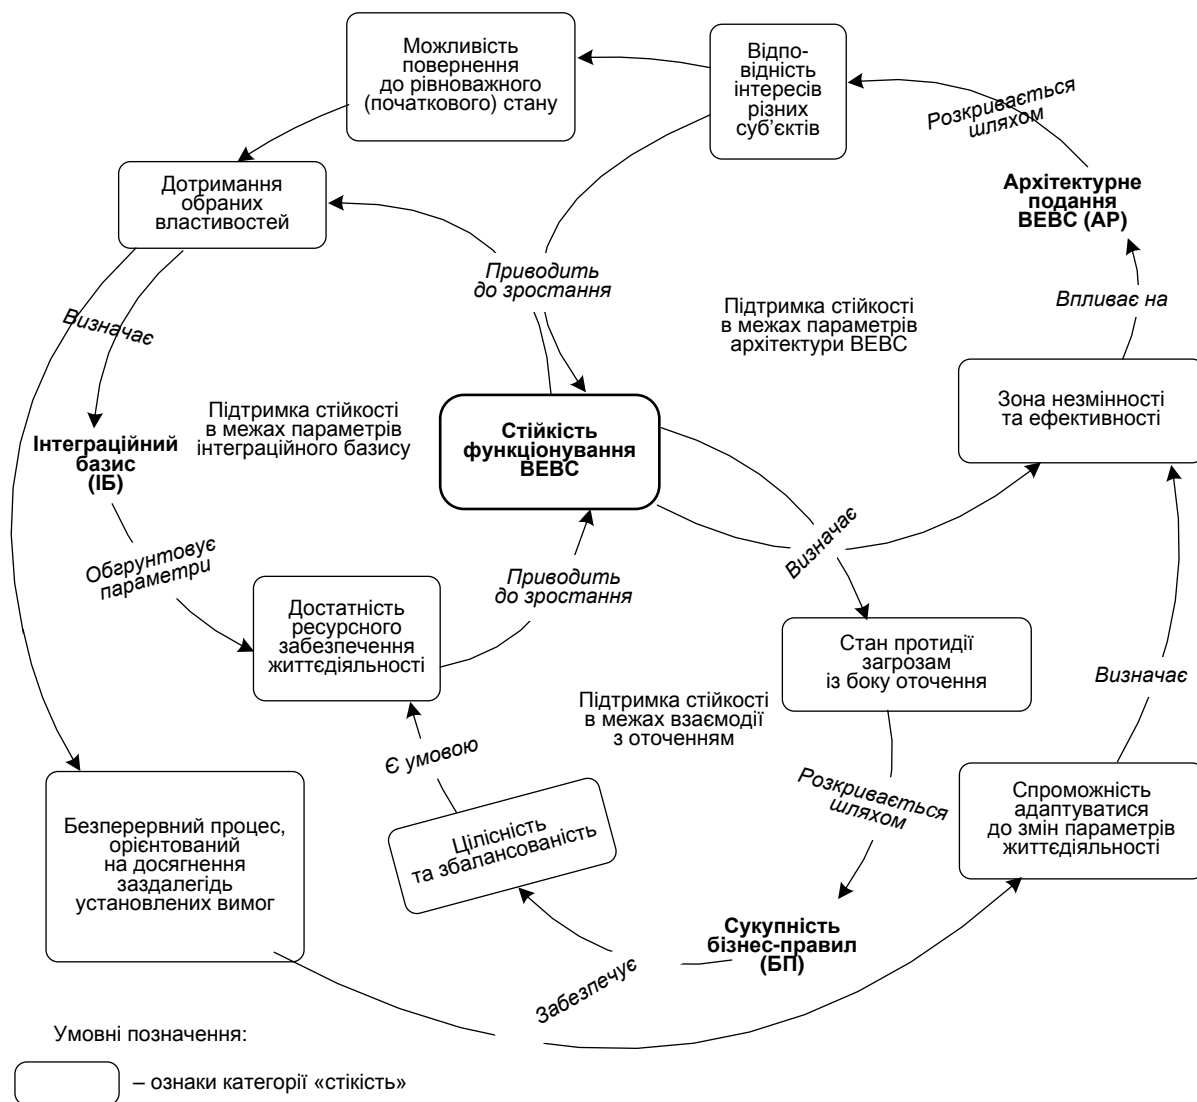 Можливість
повернення
до рівноважного
(початкового) стану
Відпо-
відність
інтересів
різних
суб’єктів
Розкривається
шляхом
Архітектурне
подання
ВЕВС (АР)
Дотримання
обраних
властивостей
Приводить
до зростання
Підтримка стійкості
в межах параметрів
архітектури ВЕВС
Впливає на
Визначає
Зона незмінності
та ефективності
Підтримка стійкості
в межах параметрів
інтеграційного базису
Стійкість
функціонування
ВЕВС
Інтеграційний
базис
(ІБ)
Визначає
Обгрунтовує
параметри
Приводить
до зростання
Достатність
ресурсного
забезпечення
життєдіяльності
Стан протидії
загрозам
із боку оточення
Визначає
Підтримка стійкості
в межах взаємодії
з оточенням
Є умовою
Розкривається
шляхом
Безперервний процес,
орієнтований
на досягнення
заздалегідь
установлених вимог
Цілісність
та збалансованість
Спроможність
адаптуватися
до змін параметрів
життєдіяльності
Сукупність
бізнес-правил
(БП)
Забезпечує
Умовні позначення:
– ознаки категорії «стікість»